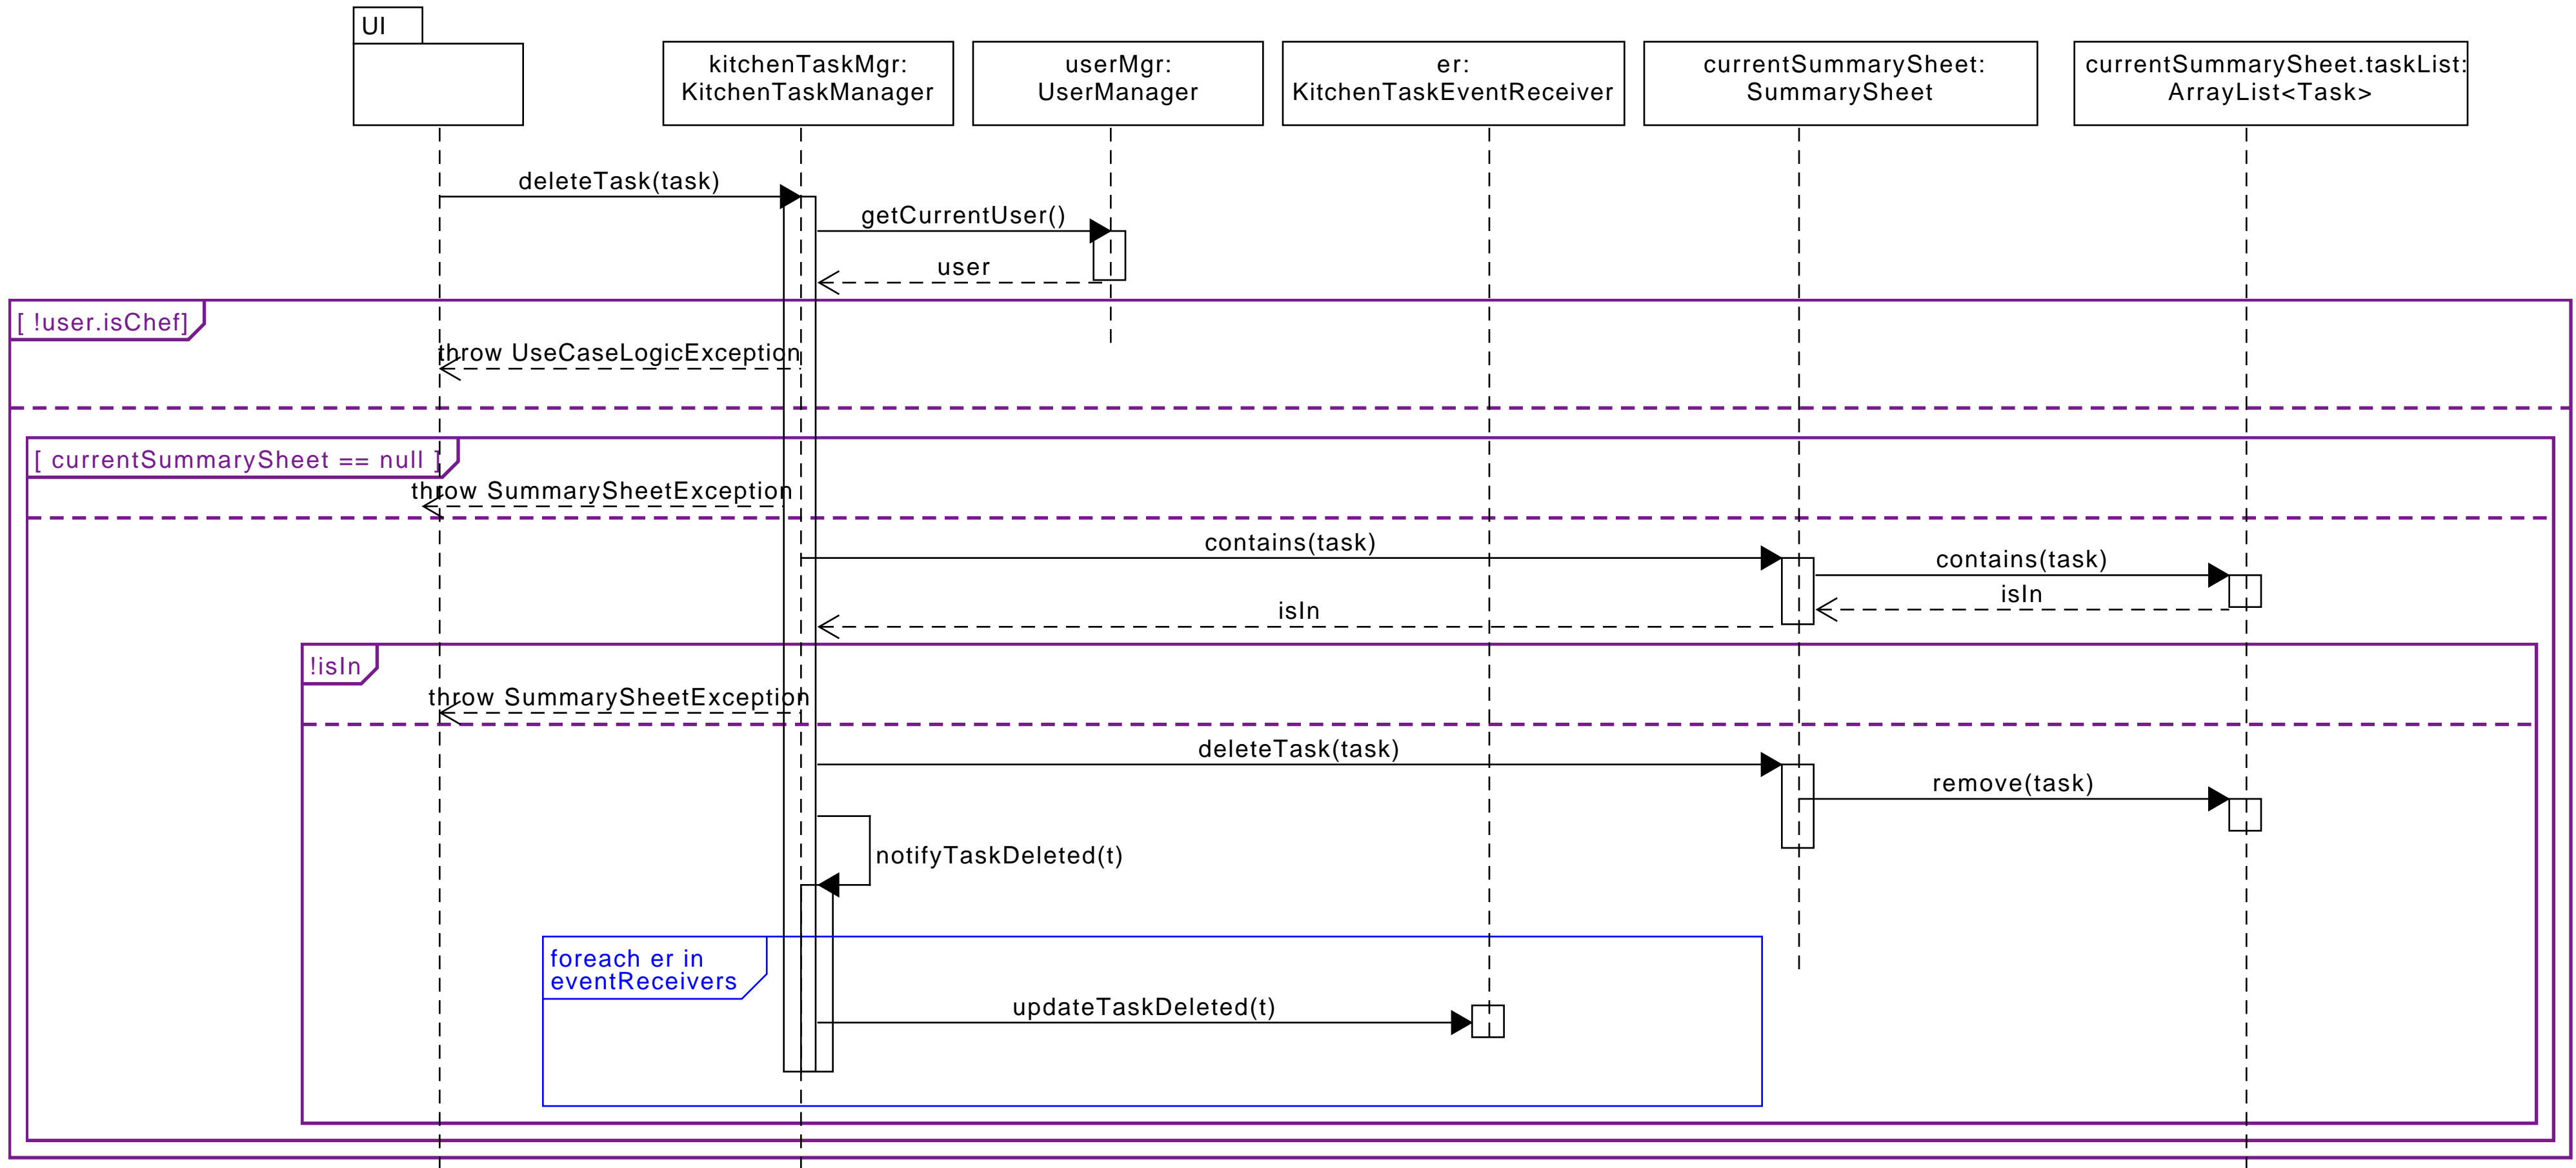 UI
kitchenTaskMgr:
KitchenTaskManager
userMgr:
UserManager
er:
KitchenTaskEventReceiver
currentSummarySheet:
SummarySheet
currentSummarySheet.taskList:
ArrayList<Task>
deleteTask(task)
getCurrentUser()
user
[ !user.isChef]
throw UseCaseLogicException
[ currentSummarySheet == null ]
throw SummarySheetException
contains(task)
contains(task)
isIn
isIn
!isIn
throw SummarySheetException
deleteTask(task)
remove(task)
notifyTaskDeleted(t)
foreach er in
eventReceivers
updateTaskDeleted(t)